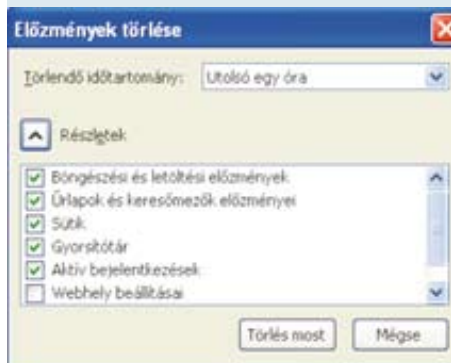 Előzmények törlése
Törlendő időtartomány: Utolsó egy óra
Részletek
Böngészési és letöltési előzmények
Űrlapok és keresőmezők előzményei
Sütik
Gyorsítótár
Aktív bejelentkezések
Webhely beállításai
Törlés most Mégse